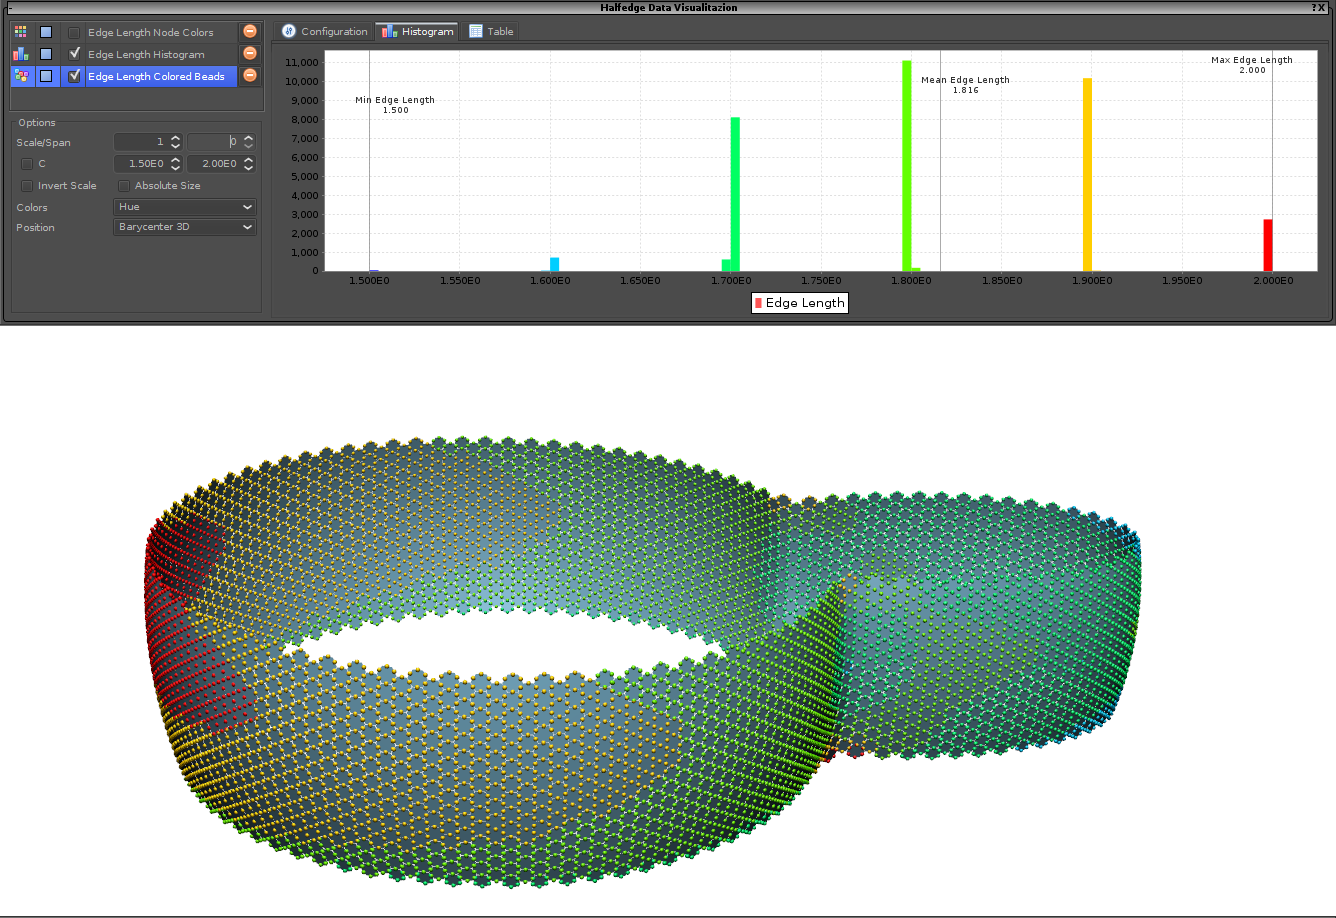 Halfedge Data Visualitazion
- ? X
Edge Length Node Colors
Edge Length Histogram
Edge Length Colored Beads
Options
Scale/Span 1 0
C 1.50E0 2.00E0
Invert Scale Absolute Size
Colors Hue
Position Barycenter 3D
Configuration Histogram Table
11,000
10,000
9,000
8,000
7,000
6,000
5,000
4,000
3,000
2,000
1,000
0
Min Edge Length
1.500
Mean Edge Length
1.816
Max Edge Length
2.000
1.500E0 1.550E0 1.600E0 1.650E0 1.700E0 1.750E0 1.800E0 1.850E0 1.900E0 1.950E0 2.000E0
Edge Length